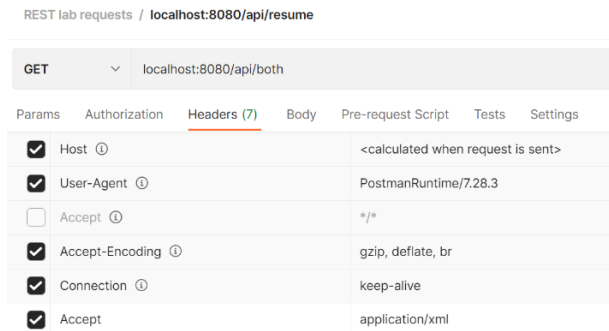 REST lab requests / localhost:8080/api/resume
GET localhost:8080/api/both
Params Authorization Headers (7) Body Pre-request Script Tests Settings
Host <calculated when request is sent>
User-Agent PostmanRuntime/7.28.3
Accept */*
Accept-Encoding gzip, deflate, br
Connection keep-alive
Accept application/xml